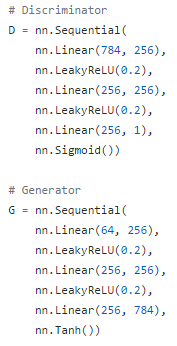 # Discriminator
D = nn.Sequential(
    nn.Linear(784, 256),
    nn.LeakyReLU(0.2),
    nn.Linear(256, 256),
    nn.LeakyReLU(0.2),
    nn.Linear(256, 1),
    nn.Sigmoid())

# Generator
G = nn.Sequential(
    nn.Linear(64, 256),
    nn.LeakyReLU(0.2),
    nn.Linear(256, 256),
    nn.LeakyReLU(0.2),
    nn.Linear(256, 784),
    nn.Tanh())